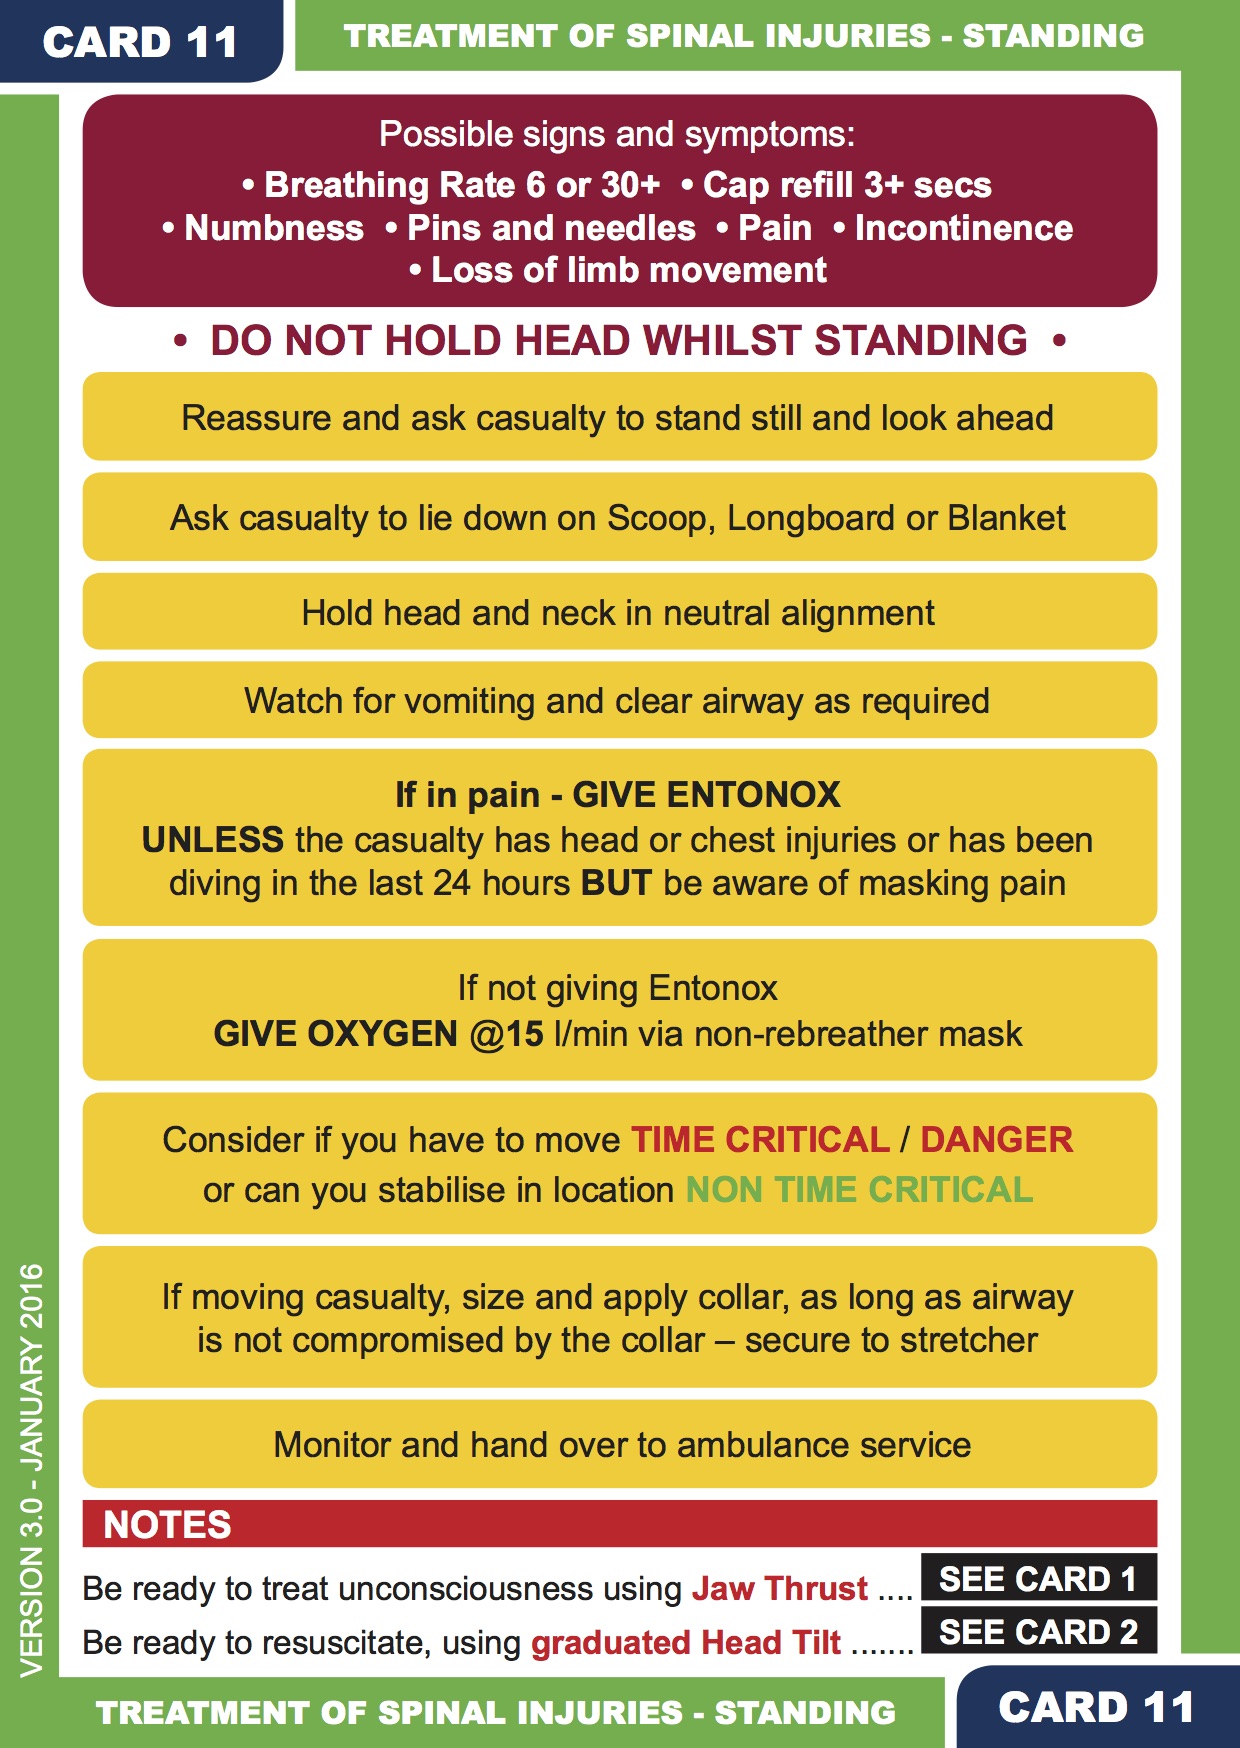 CARD 11
TREATMENT OF SPINAL INJURIES - STANDING
Possible signs and symptoms:
• Breathing Rate 6 or 30+ • Cap refill 3+ secs
• Numbness • Pins and needles • Pain • Incontinence
• Loss of limb movement
• DO NOT HOLD HEAD WHILST STANDING •
Reassure and ask casualty to stand still and look ahead
Ask casualty to lie down on Scoop, Longboard or Blanket
Hold head and neck in neutral alignment
Watch for vomiting and clear airway as required
If in pain - GIVE ENTONOX
UNLESS the casualty has head or chest injuries or has been
diving in the last 24 hours BUT be aware of masking pain
If not giving Entonox
GIVE OXYGEN @15 l/min via non-rebreather mask
Consider if you have to move TIME CRITICAL / DANGER
or can you stabilise in location NON TIME CRITICAL
If moving casualty, size and apply collar, as long as airway
is not compromised by the collar – secure to stretcher
Monitor and hand over to ambulance service
NOTES
Be ready to treat unconsciousness using Jaw Thrust .... SEE CARD 1
Be ready to resuscitate, using graduated Head Tilt ....... SEE CARD 2
VERSION 3.0 - JANUARY 2016
TREATMENT OF SPINAL INJURIES - STANDING
CARD 11